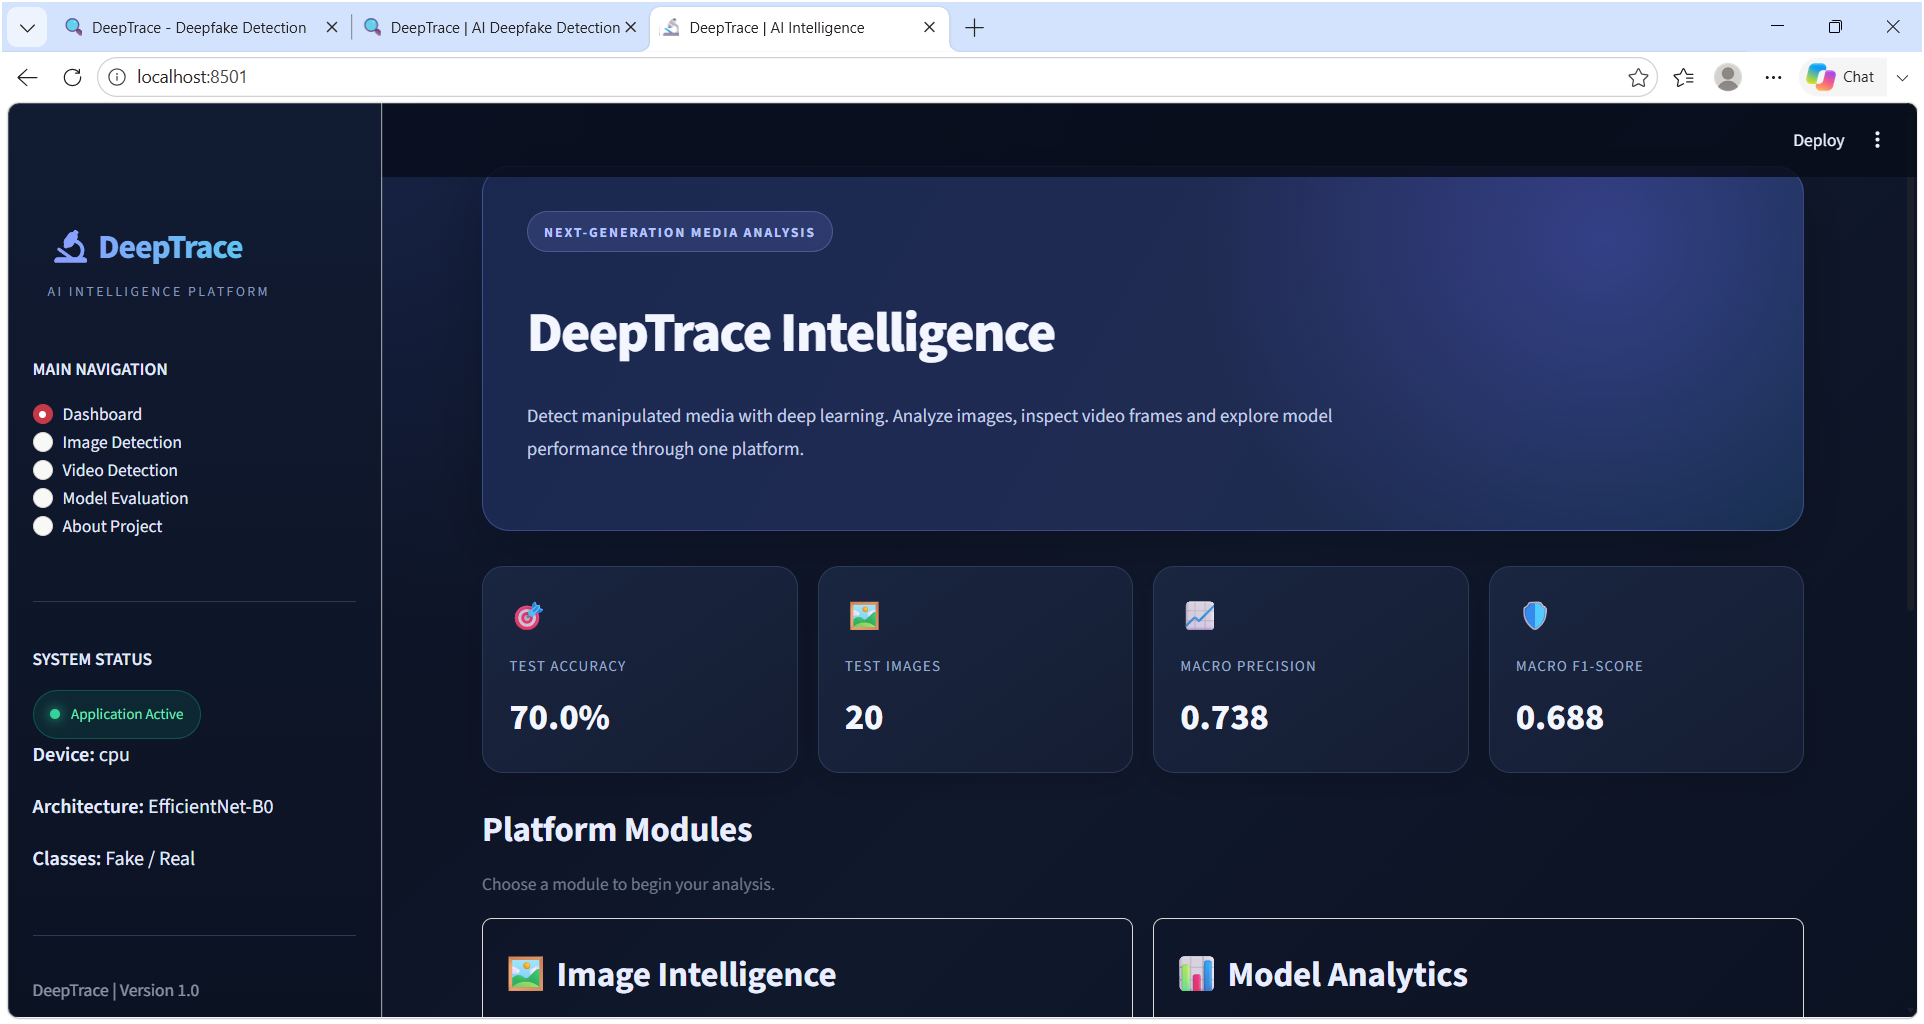 DeepTrace - Deepfake Detection
DeepTrace | AI Deepfake Detection
DeepTrace | AI Intelligence
localhost:8501
Chat
Deploy
DeepTrace
AI INTELLIGENCE PLATFORM
MAIN NAVIGATION
Dashboard
Image Detection
Video Detection
Model Evaluation
About Project
SYSTEM STATUS
Application Active
Device: cpu
Architecture: EfficientNet-B0
Classes: Fake / Real
DeepTrace | Version 1.0
NEXT-GENERATION MEDIA ANALYSIS
DeepTrace Intelligence
Detect manipulated media with deep learning. Analyze images, inspect video frames and explore model
performance through one platform.
TEST ACCURACY
70.0%
TEST IMAGES
20
MACRO PRECISION
0.738
MACRO F1-SCORE
0.688
Platform Modules
Choose a module to begin your analysis.
Image Intelligence
Model Analytics